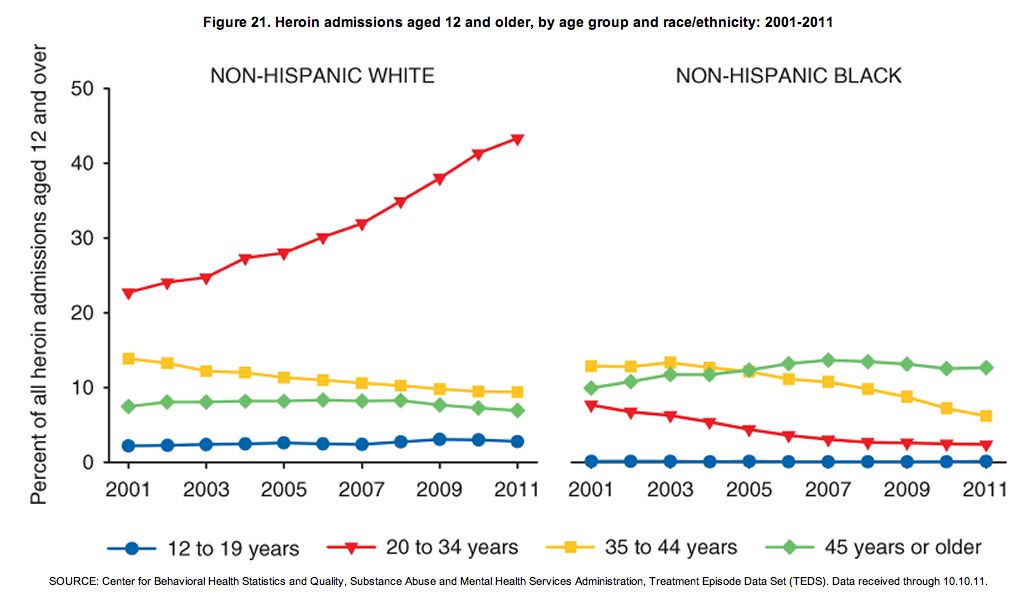 Figure 21. Heroin admissions aged 12 and older, by age group and race/ethnicity: 2001-2011
Percent of all heroin admissions aged 12 and over
NON-HISPANIC WHITE
NON-HISPANIC BLACK
50
40
30
20
10
0
2001 2003 2005 2007 2009 2011
2001 2003 2005 2007 2009 2011
12 to 19 years 20 to 34 years 35 to 44 years 45 years or older
SOURCE: Center for Behavioral Health Statistics and Quality, Substance Abuse and Mental Health Services Administration, Treatment Episode Data Set (TEDS). Data received through 10.10.11.